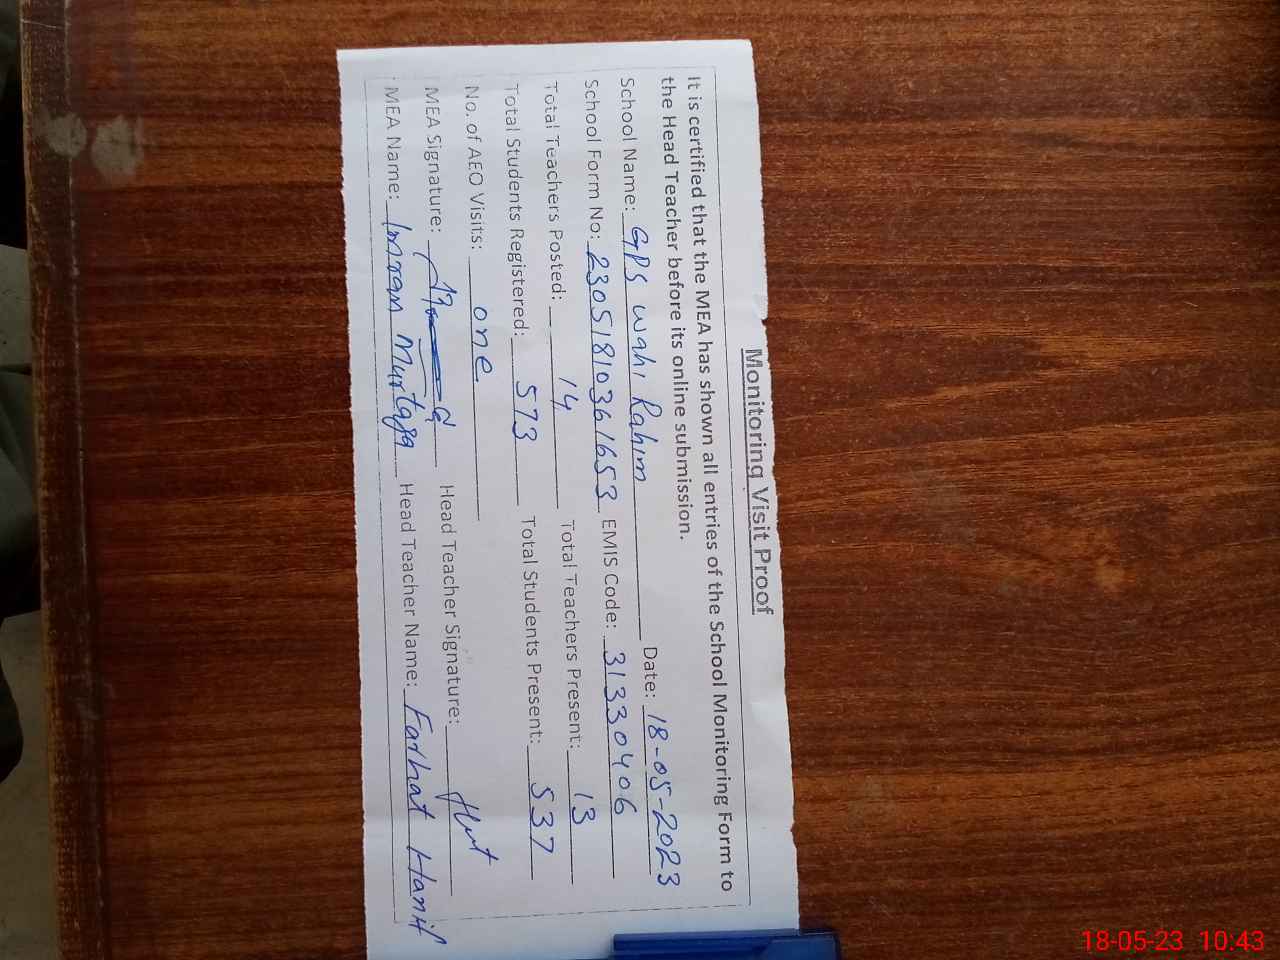 Monitoring Visit Proof
It is certified that the MEA has shown all entries of the School Monitoring Form to
the Head Teacher before its online submission.
School Name: GPS Wahi Rahim Date: 18-05-2023
School Form No: 23051810361653 EMIS Code: 31330406
Total Teachers Posted: 14 Total Teachers Present: 13
Total Students Registered: 573 Total Students Present: 537
No. of AEO Visits: one
MEA Signature: Head Teacher Signature:
MEA Name: Imran Murtaza Head Teacher Name: Farhat Hanif
18-05-23 10:43